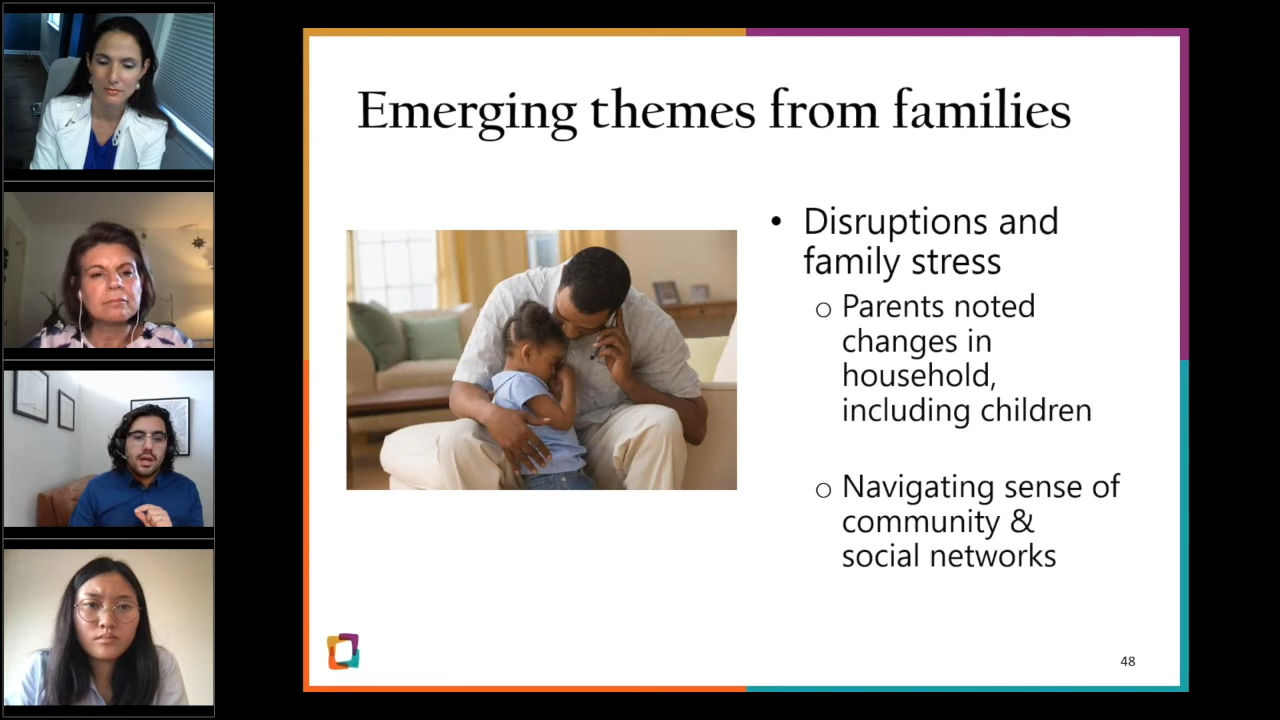 Emerging themes from families
• Disruptions and
family stress
o Parents noted
changes in
household,
including children
o Navigating sense of
community &
social networks
48